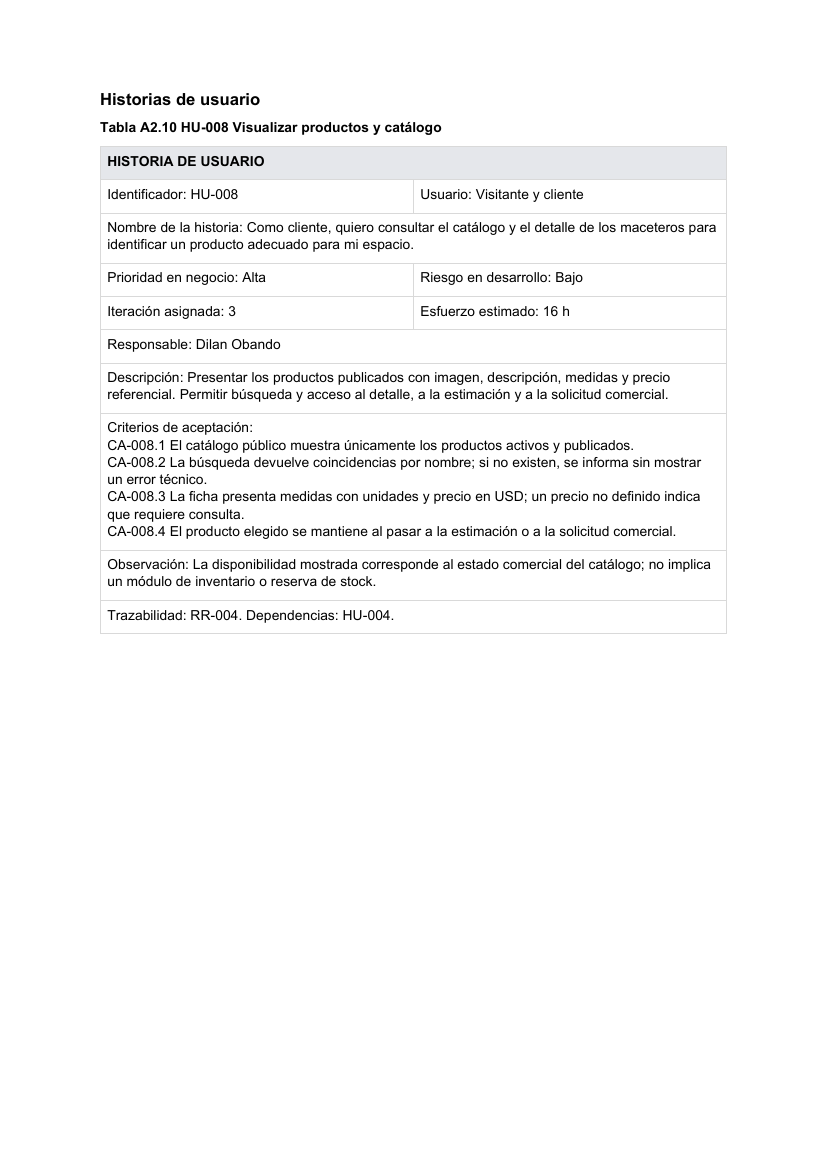 Historias de usuario
Tabla A2.10 HU-008 Visualizar productos y catálogo
HISTORIA DE USUARIO
Identificador: HU-008
Usuario: Visitante y cliente
Nombre de la historia: Como cliente, quiero consultar el catálogo y el detalle de los maceteros para
identificar un producto adecuado para mi espacio.
Prioridad en negocio: Alta
Riesgo en desarrollo: Bajo
Iteración asignada: 3
Esfuerzo estimado: 16 h
Responsable: Dilan Obando
Descripción: Presentar los productos publicados con imagen, descripción, medidas y precio
referencial. Permitir búsqueda y acceso al detalle, a la estimación y a la solicitud comercial.
Criterios de aceptación:
CA-008.1 El catálogo público muestra únicamente los productos activos y publicados.
CA-008.2 La búsqueda devuelve coincidencias por nombre; si no existen, se informa sin mostrar
un error técnico.
CA-008.3 La ficha presenta medidas con unidades y precio en USD; un precio no definido indica
que requiere consulta.
CA-008.4 El producto elegido se mantiene al pasar a la estimación o a la solicitud comercial.
Observación: La disponibilidad mostrada corresponde al estado comercial del catálogo; no implica
un módulo de inventario o reserva de stock.
Trazabilidad: RR-004. Dependencias: HU-004.